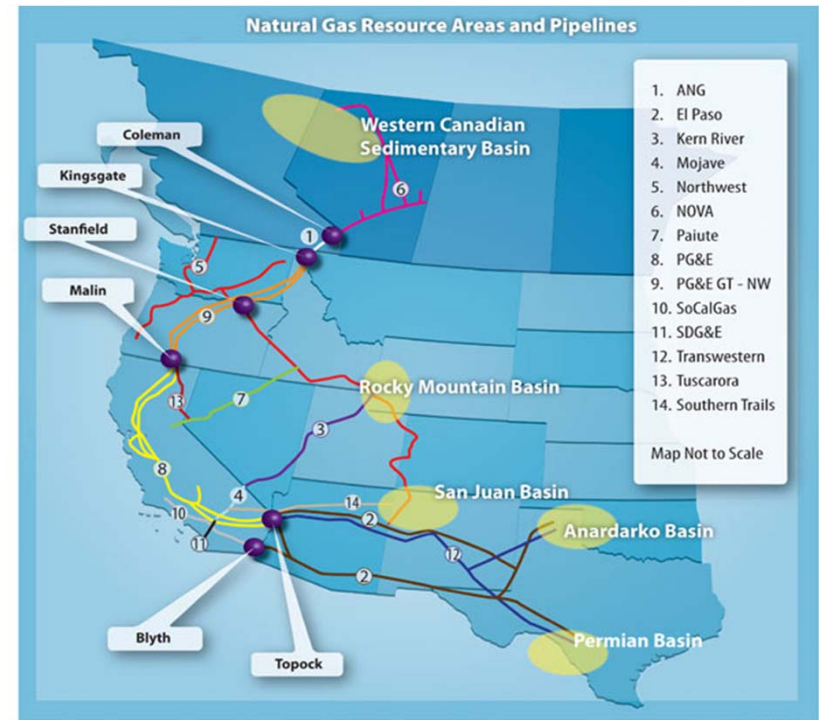 Natural Gas Resource Areas and Pipelines
1. ANG
2. El Paso
3. Kern River
4. Mojave
5. Northwest
6. NOVA
7. Paiute
8. PG&E
9. PG&E GT - NW
10. SoCalGas
11. SDG&E
12. Transwestern
13. Tuscarora
14. Southern Trails
Map Not to Scale
Coleman
Kingsgate
Stanfield
Malin
Western Canadian
Sedimentary Basin
6
1
5
9
Rocky Mountain Basin
13
7
3
8
4
San Juan Basin
14
10
2
Anardarko Basin
11
12
2
Blyth
Topock
Permian Basin